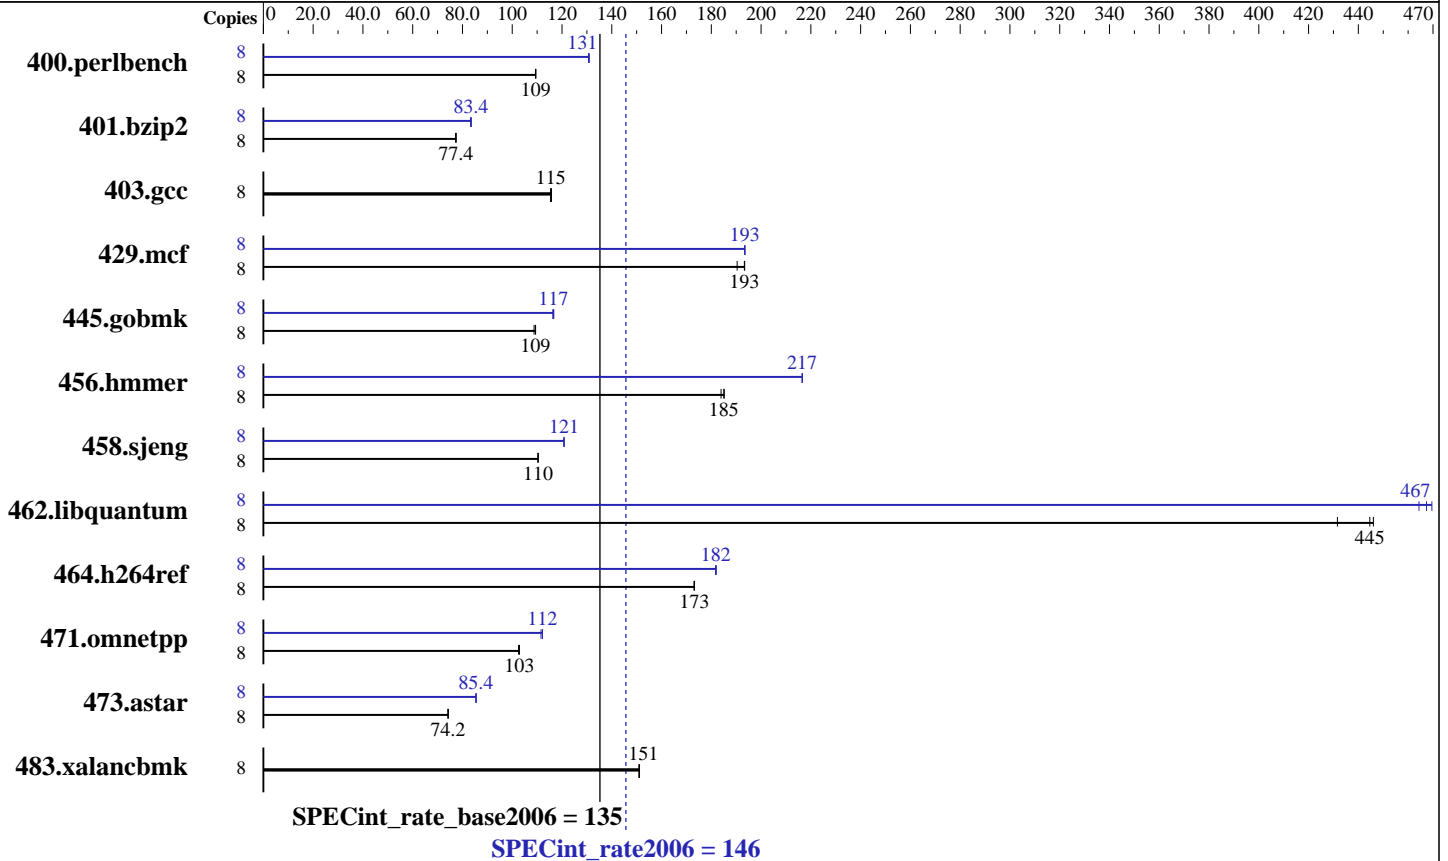 Copies 0 20.0 40.0 60.0 80.0 100 120 140 160 180 200 220 240 260 280 300 320 340 360 380 400 420 440 470
400.perlbench 8 131
8 109
401.bzip2 8 83.4
8 77.4
403.gcc 8 115
429.mcf 8 193
8 193
445.gobmk 8 117
8 109
456.hmmer 8 217
8 185
458.sjeng 8 121
8 110
462.libquantum 8 467
8 445
464.h264ref 8 182
8 173
471.omnetpp 8 112
8 103
473.astar 8 85.4
8 74.2
483.xalancbmk 8 151
SPECint_rate_base2006 = 135
SPECint_rate2006 = 146